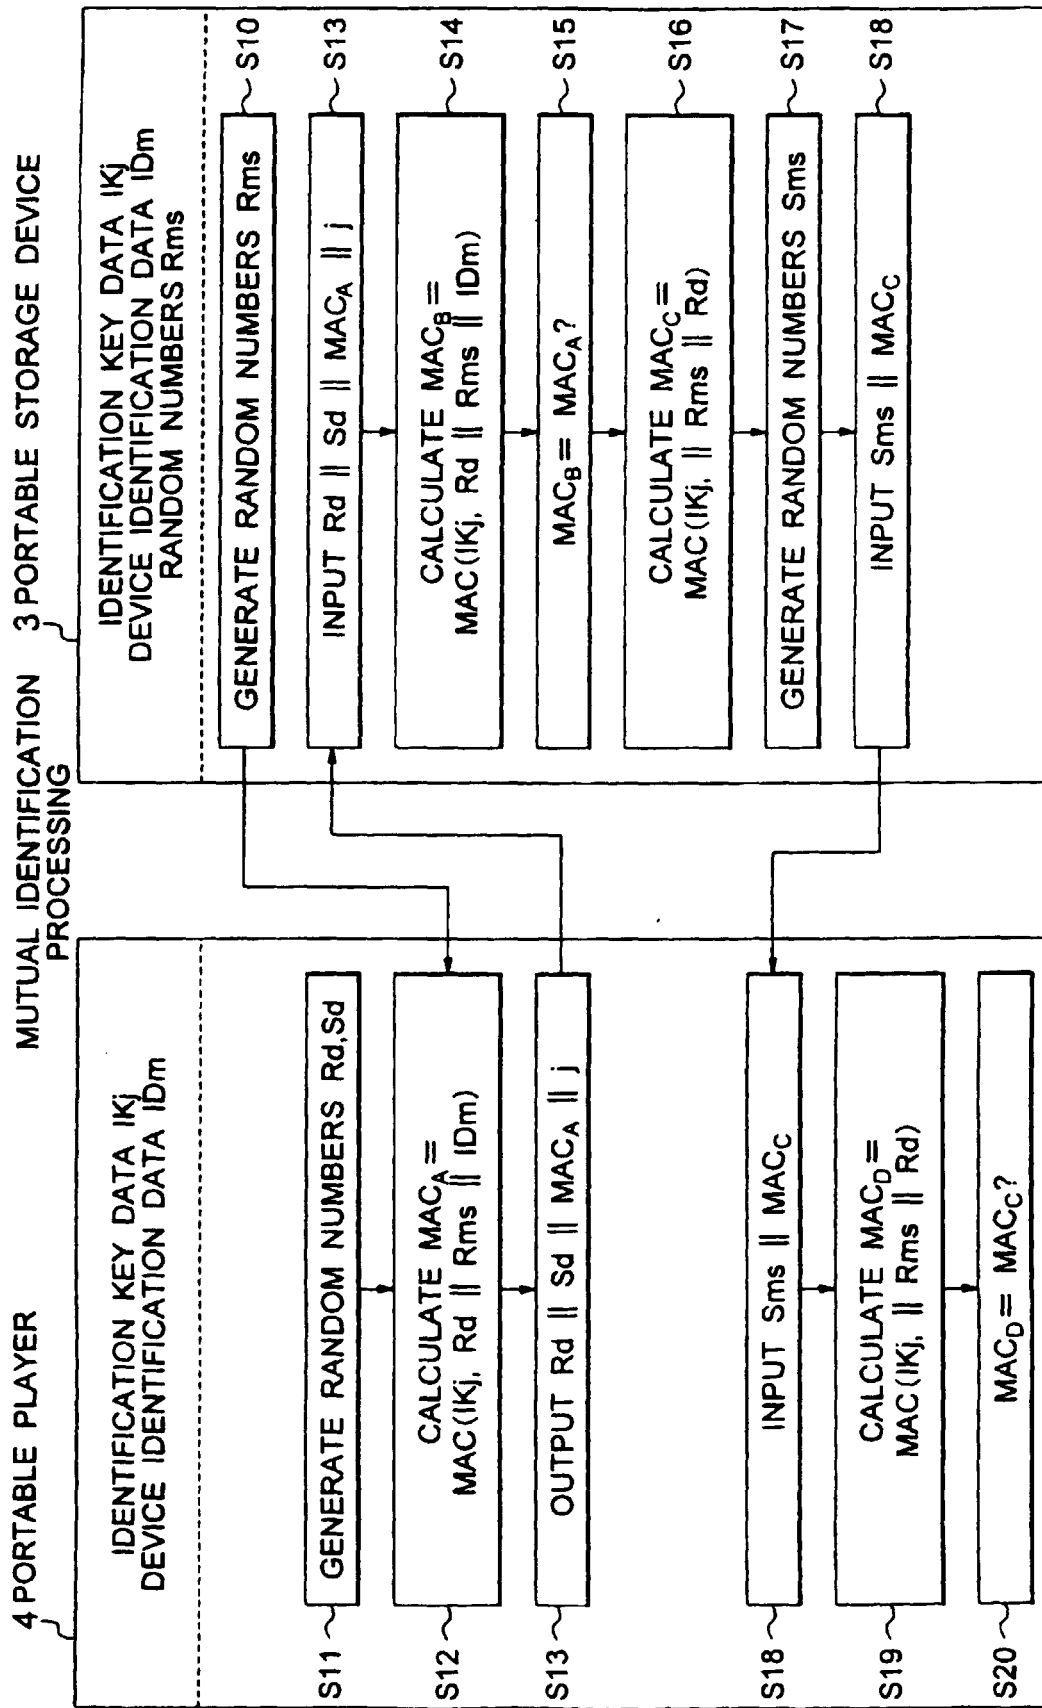 MUTUAL IDENTIFICATION
PROCESSING
4 PORTABLE PLAYER
IDENTIFICATION KEY DATA IKj
DEVICE IDENTIFICATION DATA IDm
S11
GENERATE RANDOM NUMBERS Rd,Sd
S12
CALCULATE MACA=
MAC(IKj, Rd || Rms || IDm)
S13
OUTPUT Rd || Sd || MACA || j
S18
INPUT Sms || MACC
S19
CALCULATE MACD=
MAC(IKj, || Rms || Rd)
S20
MACD= MACC?
3 PORTABLE STORAGE DEVICE
IDENTIFICATION KEY DATA IKj
DEVICE IDENTIFICATION DATA IDm
RANDOM NUMBERS Rms
GENERATE RANDOM NUMBERS Rms
S10
INPUT Rd || Sd || MACA || j
S13
CALCULATE MACB=
MAC(IKj, Rd || Rms || IDm)
S14
MACB= MACA?
S15
CALCULATE MACC=
MAC(IKj, || Rms || Rd)
S16
GENERATE RANDOM NUMBERS Sms
S17
INPUT Sms || MACC
S18